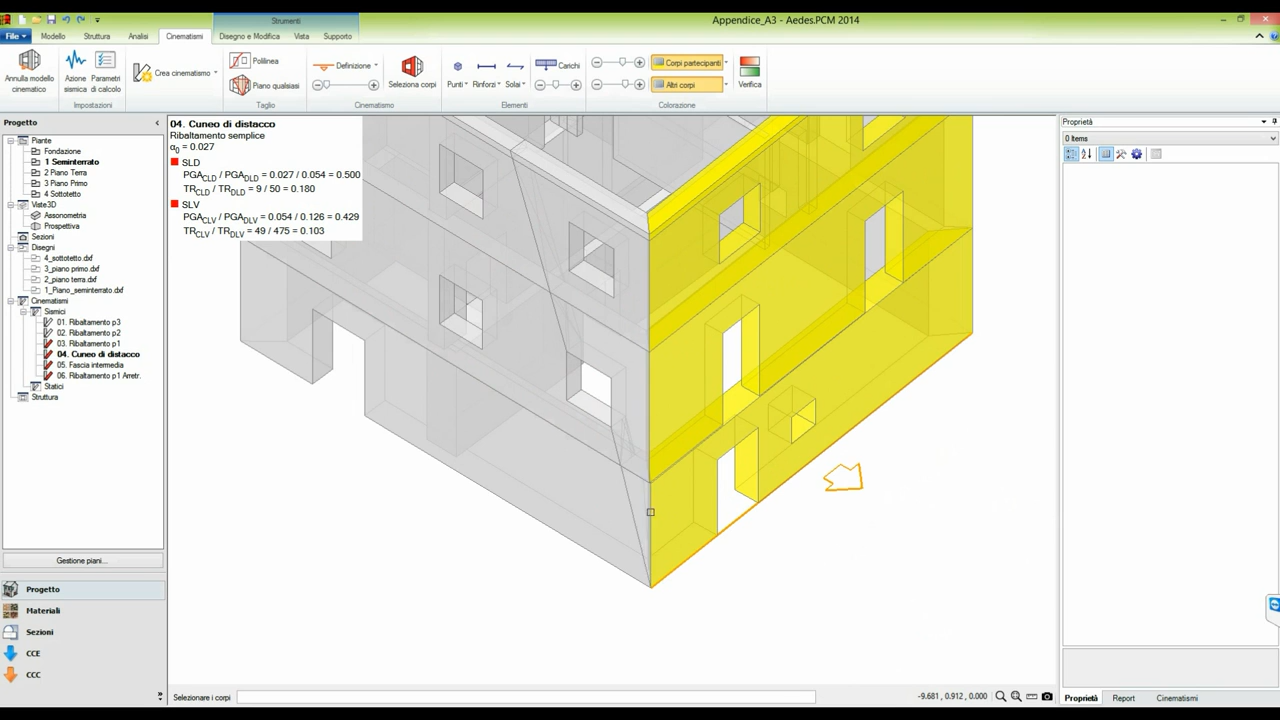 Strumenti
Appendice_A3 - Aedes.PCM 2014
File
Modello
Struttura
Analisi
Cinematismi
Disegno e Modifica
Vista
Supporto
Annulla modello
cinematico
Azione
sismica
Parametri
di calcolo
Impostazioni
Crea cinematismo
Polilinea
Piano qualsiasi
Taglio
Definizione
Seleziona corpi
Cinematismo
Punti
Rinforzi
Solai
Carichi
Elementi
Corpi partecipanti
Altri corpi
Colorazione
Verifica
Progetto
Piante
Fondazione
1 Seminterrato
2 Piano Terra
3 Piano Primo
4 Sottotetto
Viste3D
Assonometria
Prospettiva
Sezioni
Disegni
4_sottotetto.dxf
3_piano primo.dxf
2_piano terra.dxf
1_Piano_seminterrato.dxf
Cinematismi
Sismici
01. Ribaltamento p3
02. Ribaltamento p2
03. Ribaltamento p1
04. Cuneo di distacco
05. Fascia intermedia
06. Ribaltamento p1 Arretr.
Statici
Struttura
Gestione piani...
Progetto
Materiali
Sezioni
CCE
CCC
04. Cuneo di distacco
Ribaltamento semplice
α0 = 0.027
SLD
PGACLD / PGADLD = 0.027 / 0.054 = 0.500
TRCLD / TRDLD = 9 / 50 = 0.180
SLV
PGACLV / PGADLV = 0.054 / 0.126 = 0.429
TRCLV / TRDLV = 49 / 475 = 0.103
Proprietà
0 Items
Selezionare i corpi
-9.681 , 0.912 , 0.000
Proprietà
Report
Cinematismi